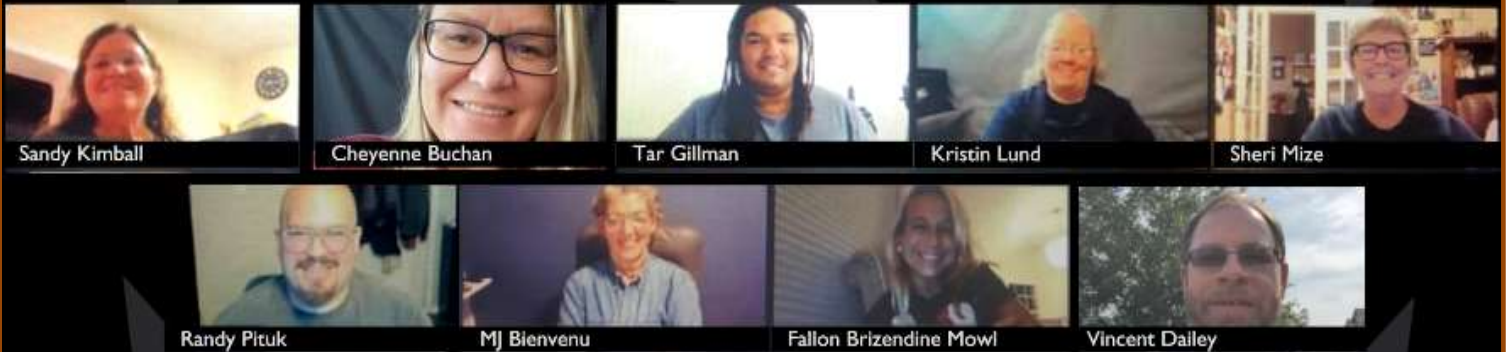 Sandy Kimball
Cheyenne Buchan
Tar Gillman
Kristin Lund
Sheri Mize
Randy Pituk
MJ Bienvenu
Fallon Brizendine Mowl
Vincent Dailey